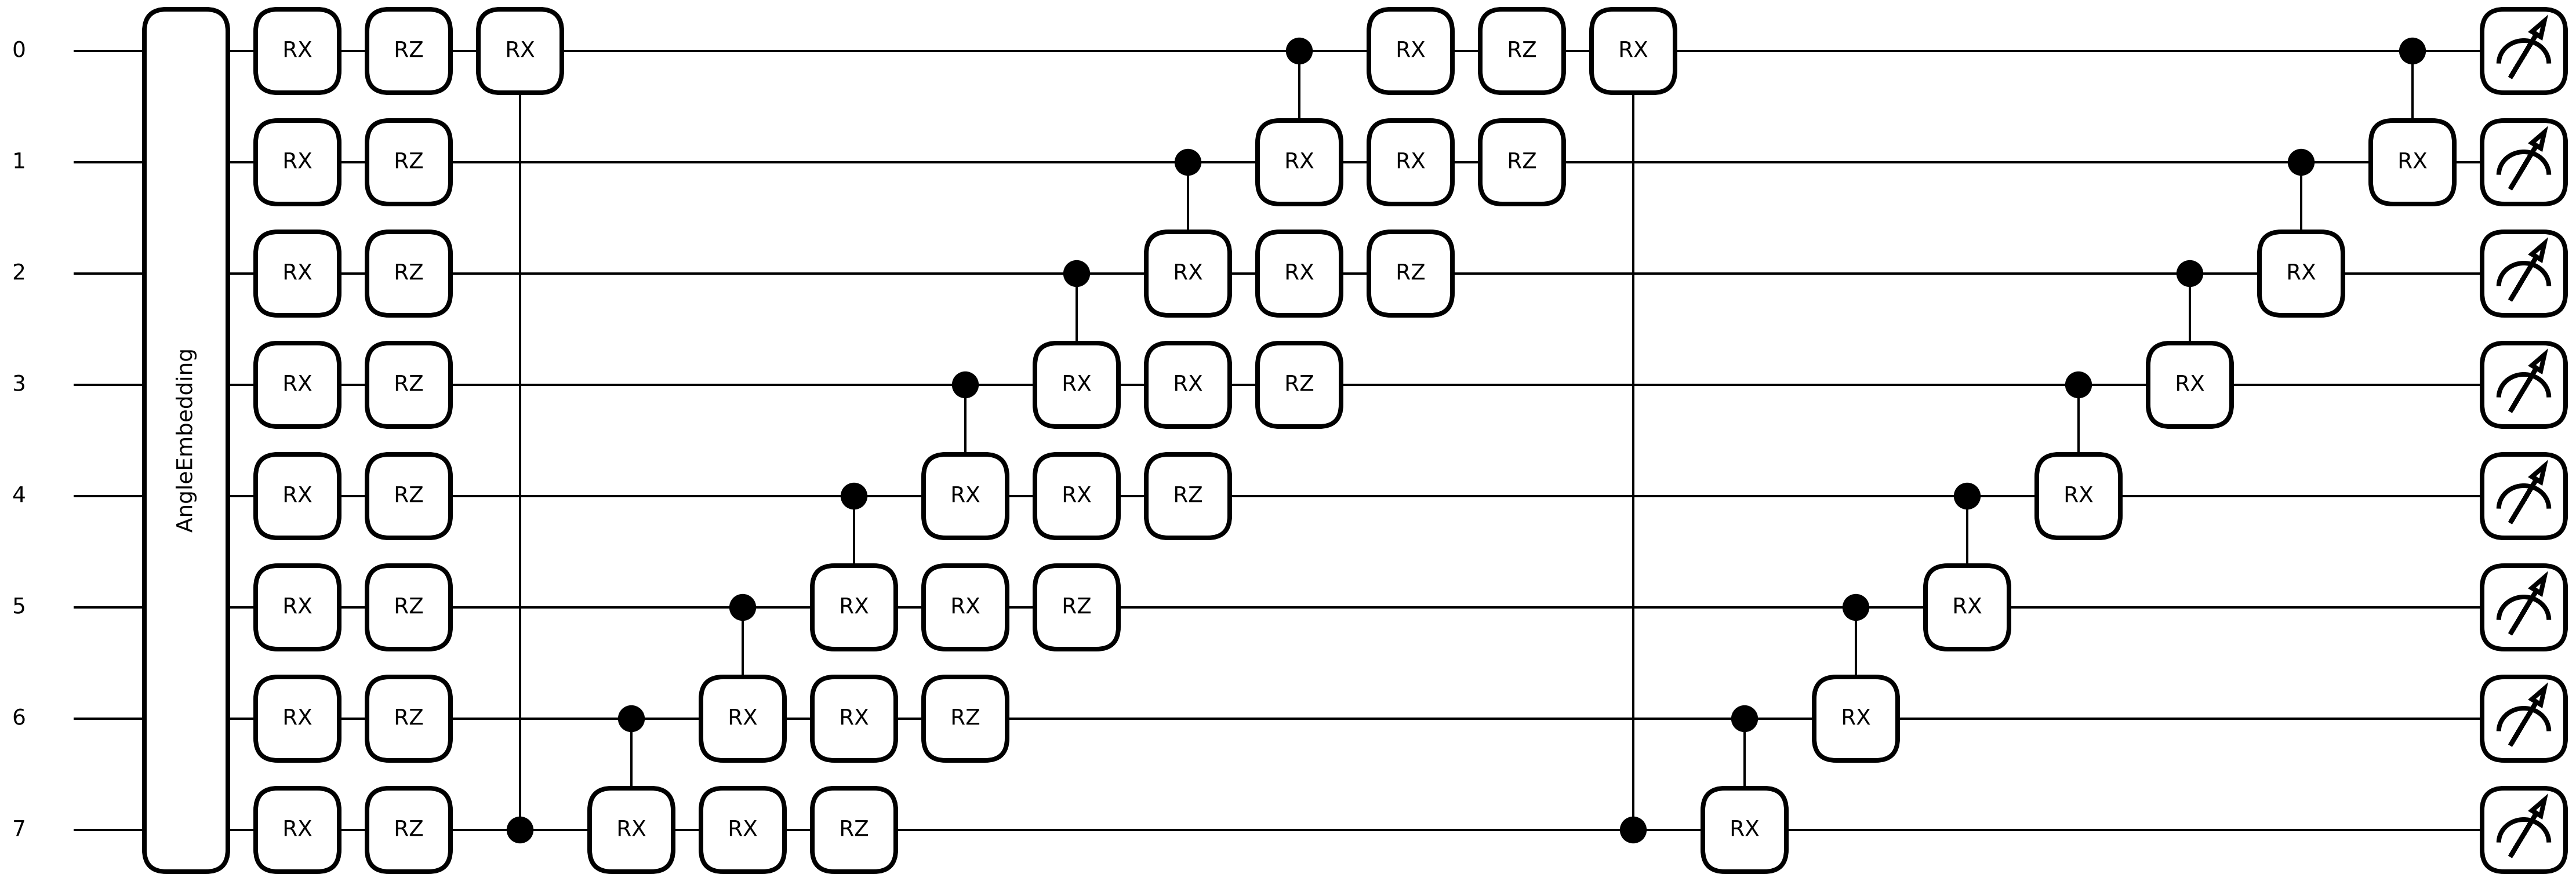 0 RX RZ RX RX RZ RX
1 RX RZ RX RX RZ RX
2 RX RZ RX RX RZ RX
3 RX RZ RX RX RZ RX
AngleEmbedding
4 RX RZ RX RX RZ RX
5 RX RZ RX RX RZ RX
6 RX RZ RX RX RZ RX
7 RX RZ RX RX RZ RX